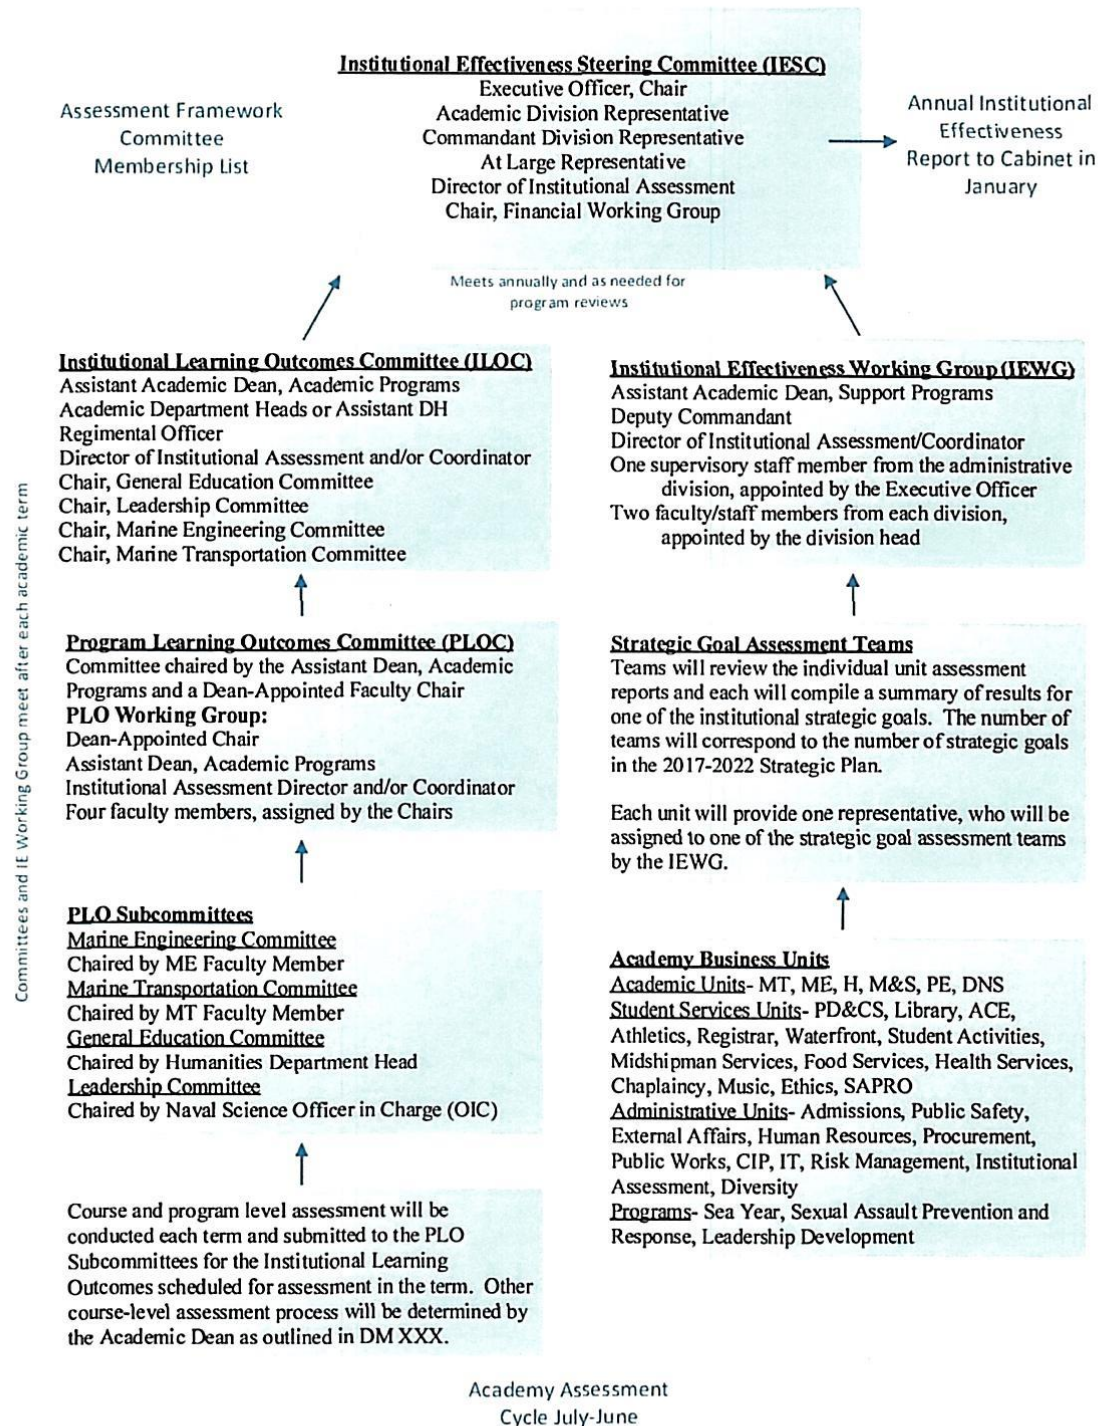 Institutional Effectiveness Steering Committee (IESC)
Executive Officer, Chair
Academic Division Representative
Commandant Division Representative
At Large Representative
Director of Institutional Assessment
Chair, Financial Working Group
Assessment Framework
Committee
Membership List
Annual Institutional
Effectiveness
Report to Cabinet in
January
Meets annually and as needed for
program reviews
Institutional Learning Outcomes Committee (ILOC)
Assistant Academic Dean, Academic Programs
Academic Department Heads or Assistant DH
Regimental Officer
Director of Institutional Assessment and/or Coordinator
Chair, General Education Committee
Chair, Leadership Committee
Chair, Marine Engineering Committee
Chair, Marine Transportation Committee
Institutional Effectiveness Working Group (IEWG)
Assistant Academic Dean, Support Programs
Deputy Commandant
Director of Institutional Assessment/Coordinator
One supervisory staff member from the administrative
division, appointed by the Executive Officer
Two faculty/staff members from each division,
appointed by the division head
Committees and IE Working Group meet after each academic term
Program Learning Outcomes Committee (PLOC)
Committee chaired by the Assistant Dean, Academic
Programs and a Dean-Appointed Faculty Chair
PLO Working Group:
Dean-Appointed Chair
Assistant Dean, Academic Programs
Institutional Assessment Director and/or Coordinator
Four faculty members, assigned by the Chairs
Strategic Goal Assessment Teams
Teams will review the individual unit assessment
reports and each will compile a summary of results for
one of the institutional strategic goals. The number of
teams will correspond to the number of strategic goals
in the 2017-2022 Strategic Plan.
Each unit will provide one representative, who will be
assigned to one of the strategic goal assessment teams
by the IEWG.
PLO Subcommittees
Marine Engineering Committee
Chaired by ME Faculty Member
Marine Transportation Committee
Chaired by MT Faculty Member
General Education Committee
Chaired by Humanities Department Head
Leadership Committee
Chaired by Naval Science Officer in Charge (OIC)
Academy Business Units
Academic Units- MT, ME, H, M&S, PE, DNS
Student Services Units- PD&CS, Library, ACE,
Athletics, Registrar, Waterfront, Student Activities,
Midshipman Services, Food Services, Health Services,
Chaplaincy, Music, Ethics, SAPRO
Administrative Units- Admissions, Public Safety,
External Affairs, Human Resources, Procurement,
Public Works, CIP, IT, Risk Management, Institutional
Assessment, Diversity
Programs- Sea Year, Sexual Assault Prevention and
Response, Leadership Development
Course and program level assessment will be
conducted each term and submitted to the PLO
Subcommittees for the Institutional Learning
Outcomes scheduled for assessment in the term. Other
course-level assessment process will be determined by
the Academic Dean as outlined in DM XXX.
Academy Assessment
Cycle July-June